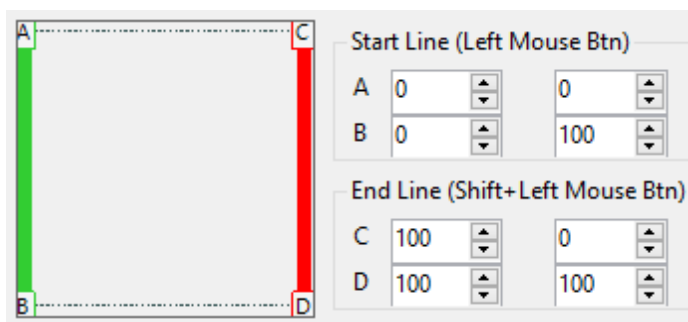 A C
B D
Start Line (Left Mouse Btn)
A 0 0
B 0 100
End Line (Shift+Left Mouse Btn)
C 100 0
D 100 100